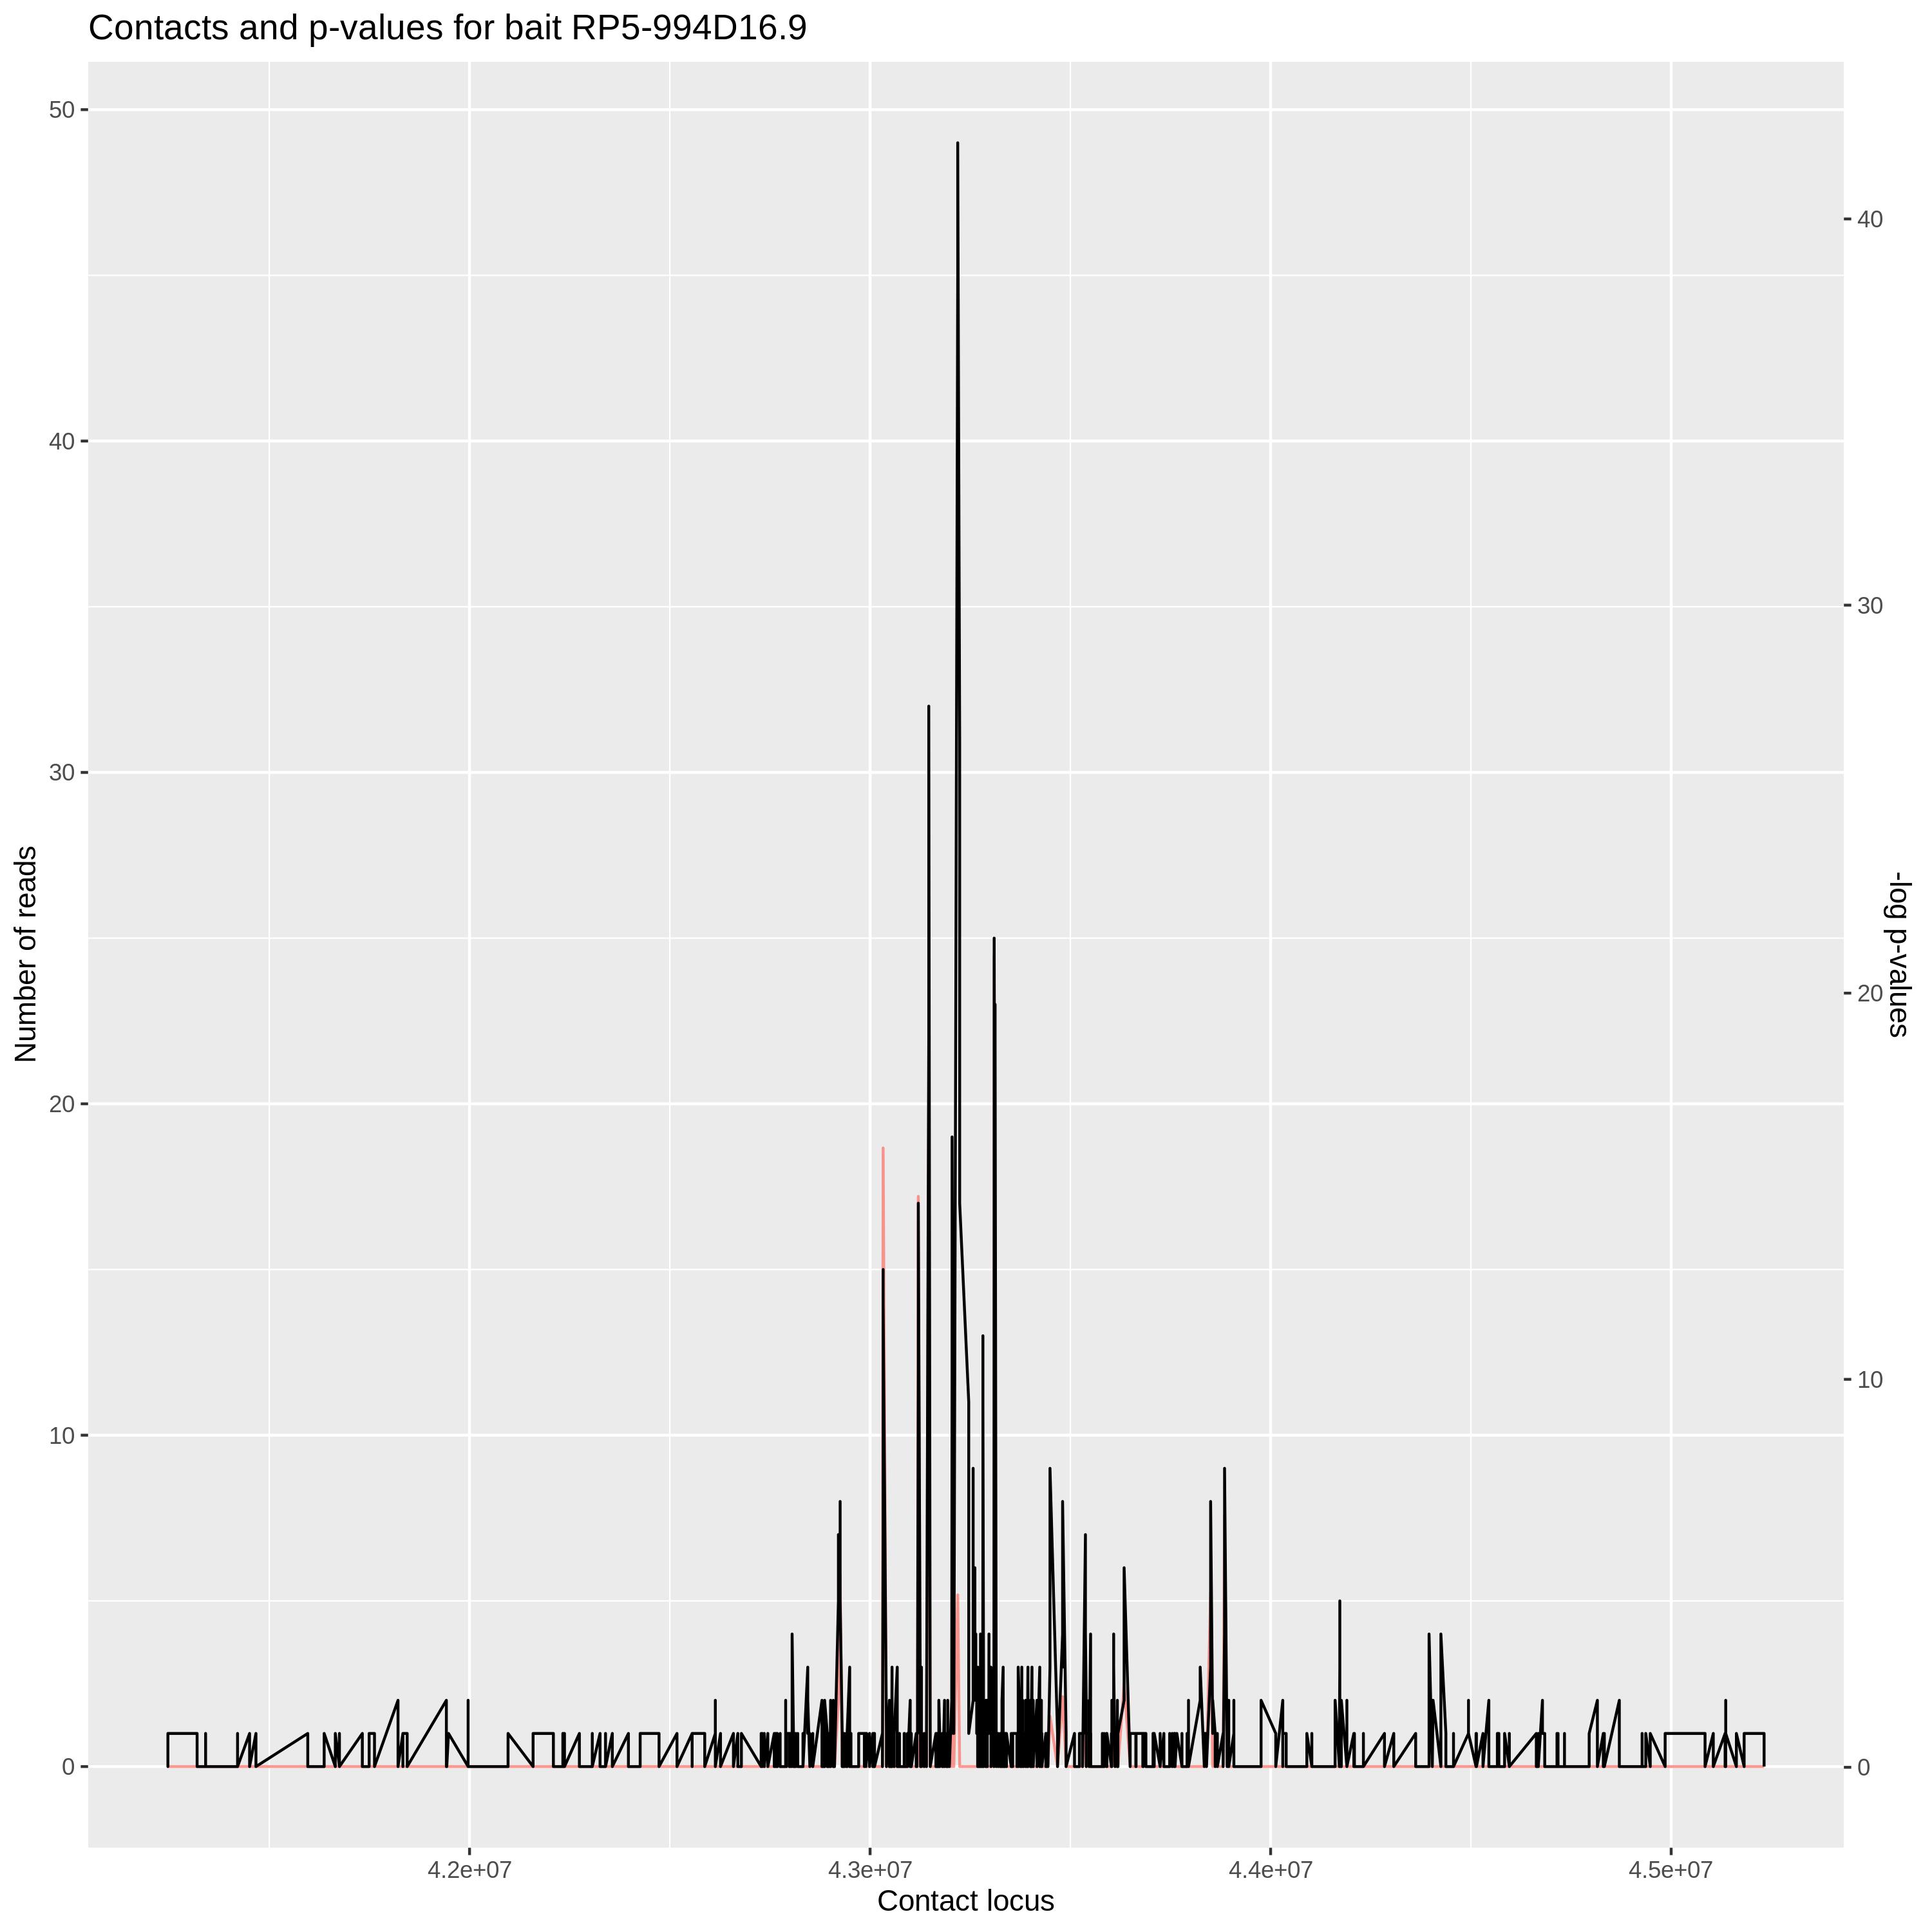 Contacts and p-values for bait RP5-994D16.9
50
40
30
20
10
0
Number of reads
40
30
20
10
0
-log p-values
4.2e+07
4.3e+07
4.4e+07
4.5e+07
Contact locus